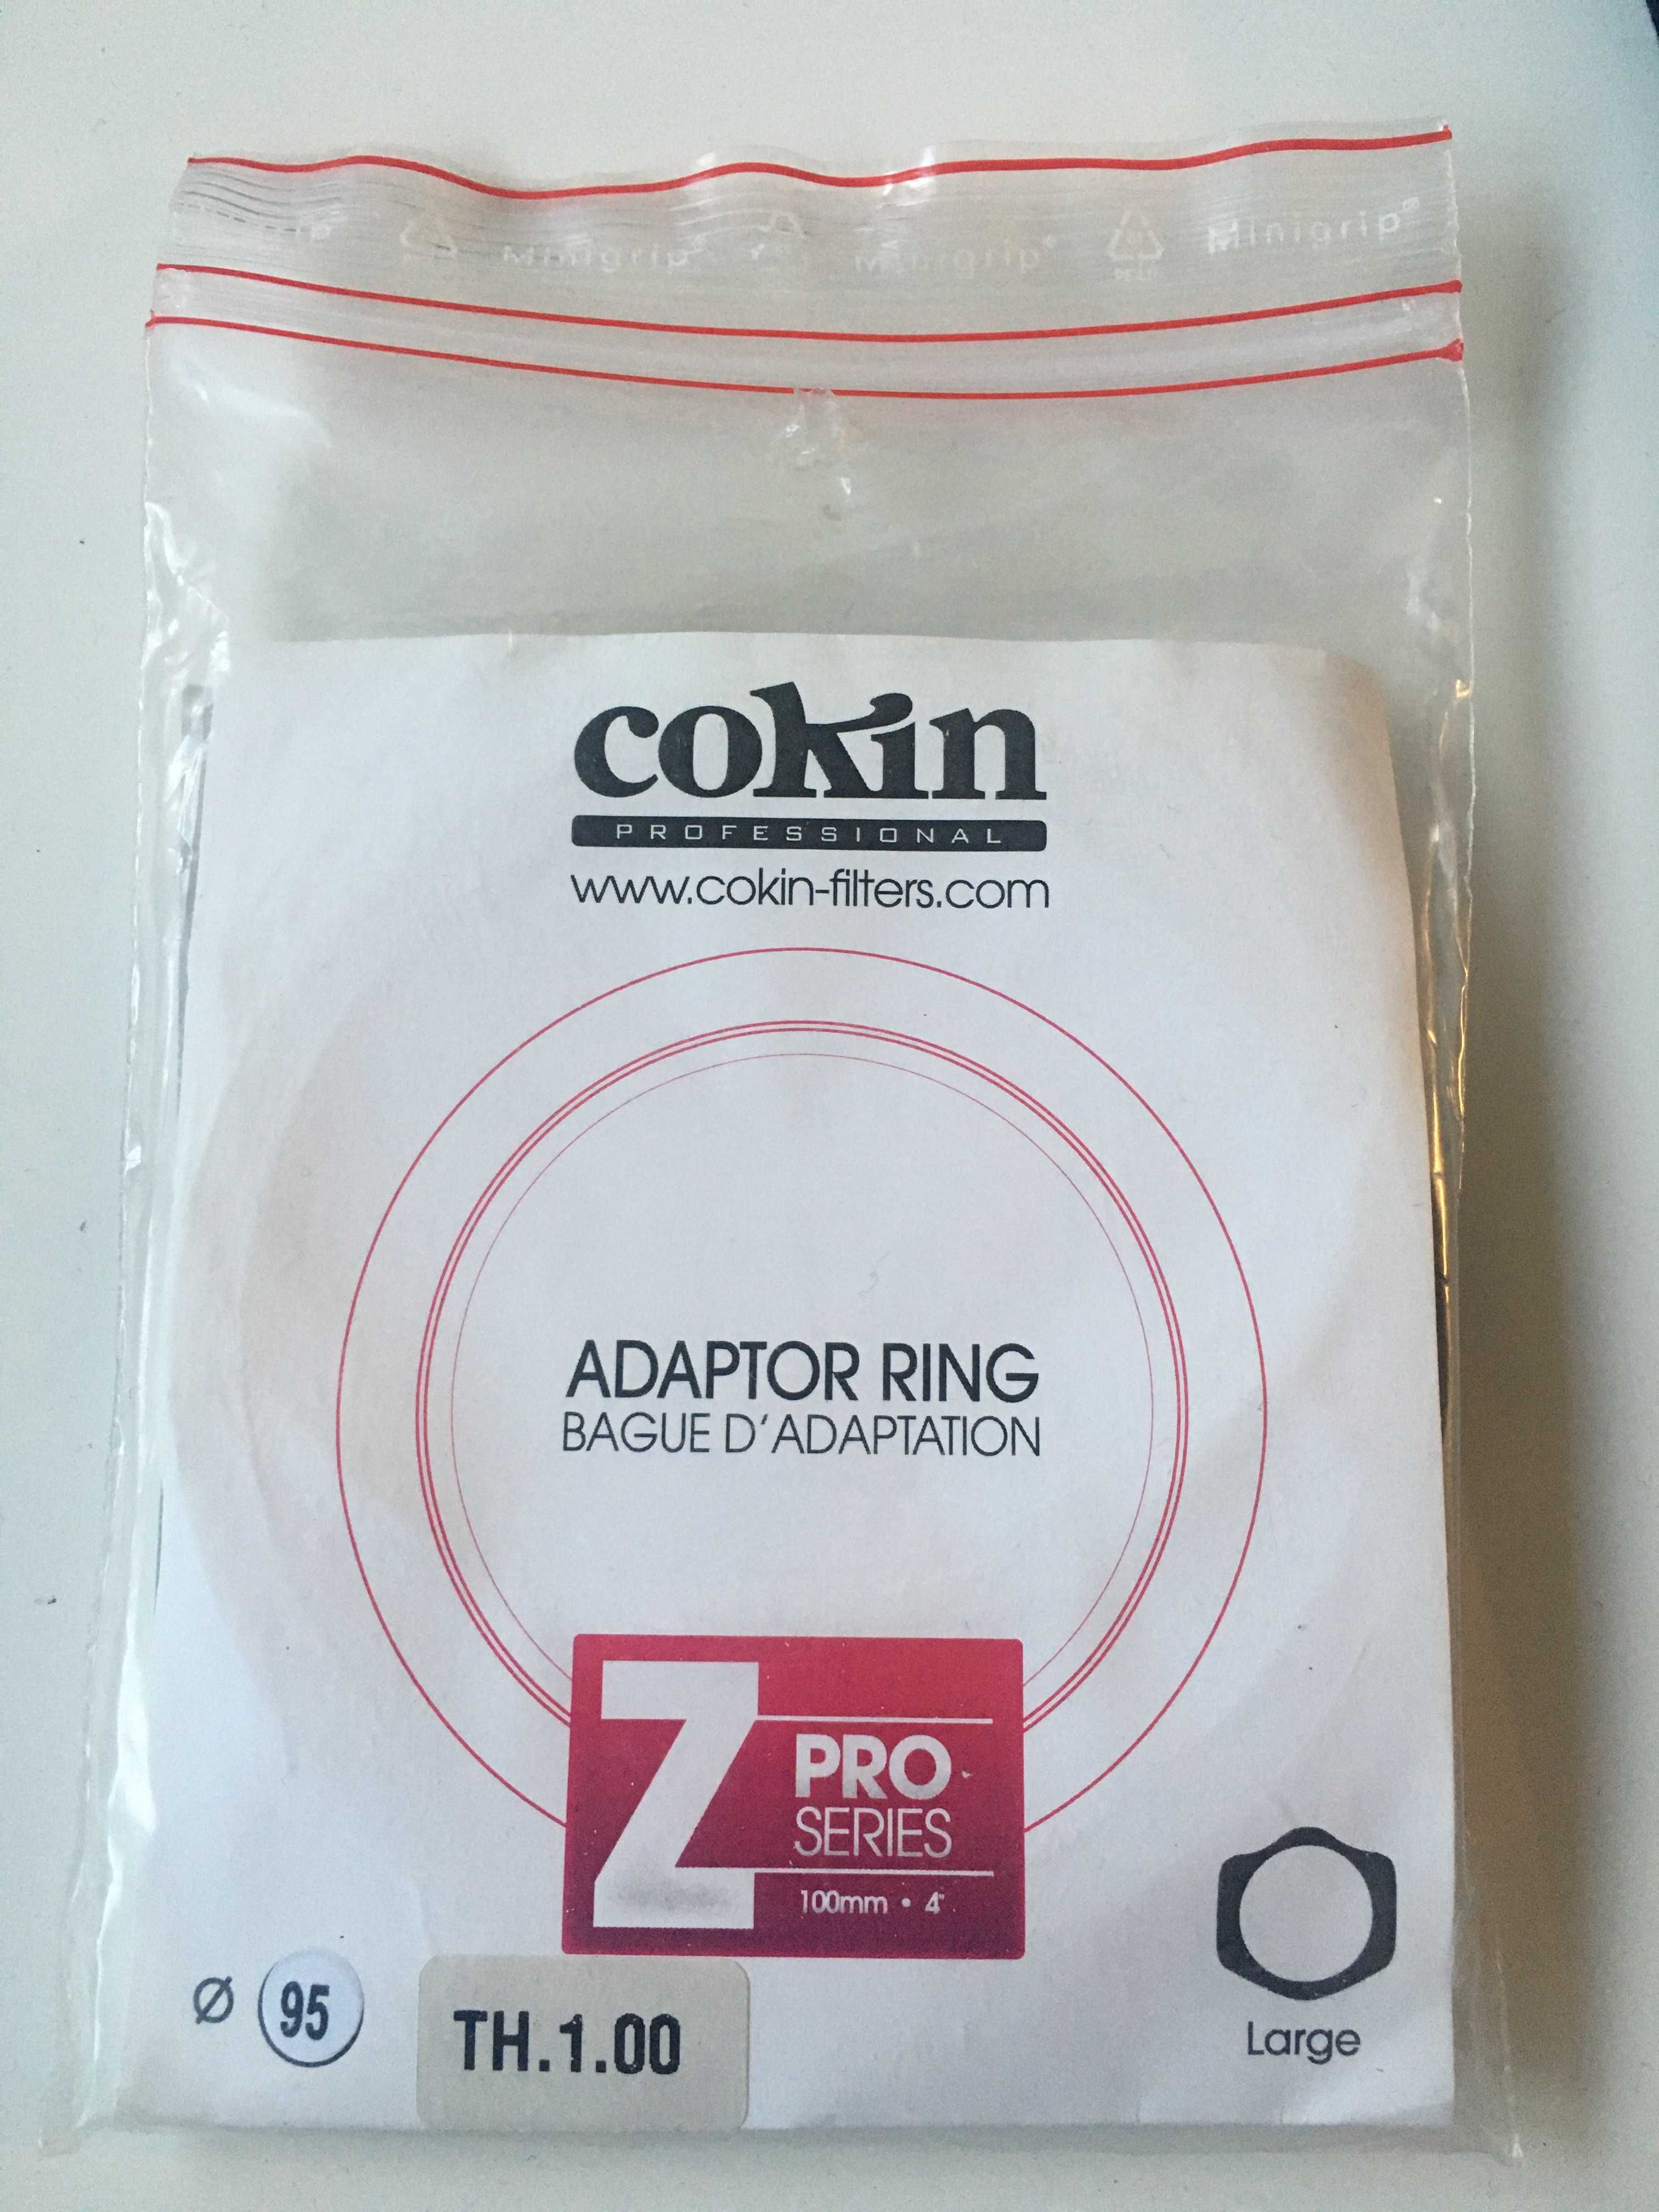 Minigrip® Minigrip® Minigrip®
cokin
PROFESSIONAL
www.cokin-filters.com
ADAPTOR RING
BAGUE D'ADAPTATION
Z
PRO
SERIES
100mm • 4"
Ø 95
TH.1.00
Large